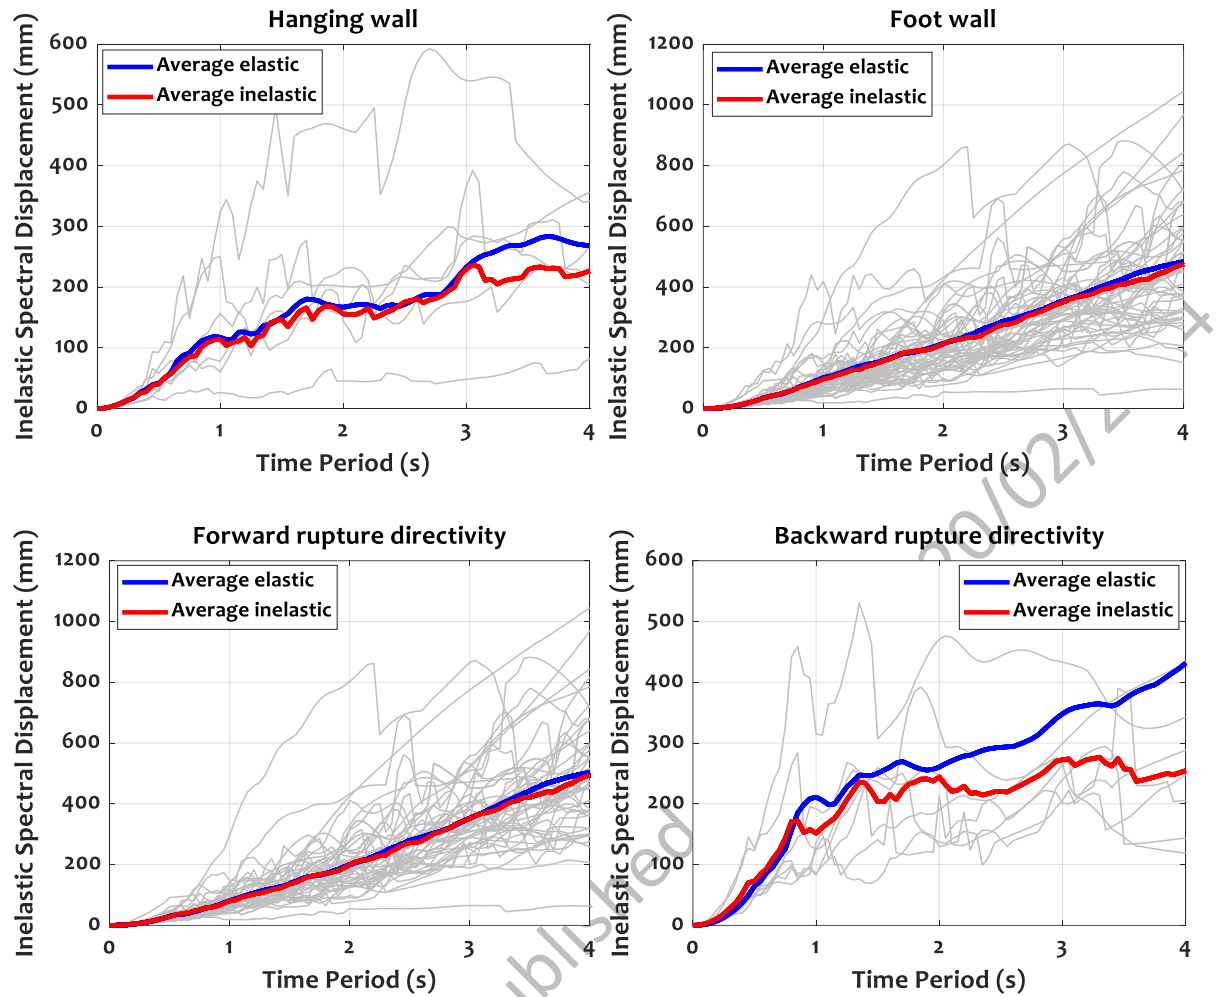 Hanging wall
Inelastic Spectral Displacement (mm)
600
500
400
300
200
100
0
Average elastic
Average inelastic
0 1 2 3 4
Time Period (s)
Foot wall
Inelastic Spectral Displacement (mm)
1200
1000
800
600
400
200
0
Average elastic
Average inelastic
0 1 2 3 4
Time Period (s)
Forward rupture directivity
Inelastic Spectral Displacement (mm)
1200
1000
800
600
400
200
0
Average elastic
Average inelastic
0 1 2 3 4
Time Period (s)
Backward rupture directivity
Inelastic Spectral Displacement (mm)
600
500
400
300
200
100
0
Average elastic
Average inelastic
0 1 2 3 4
Time Period (s)